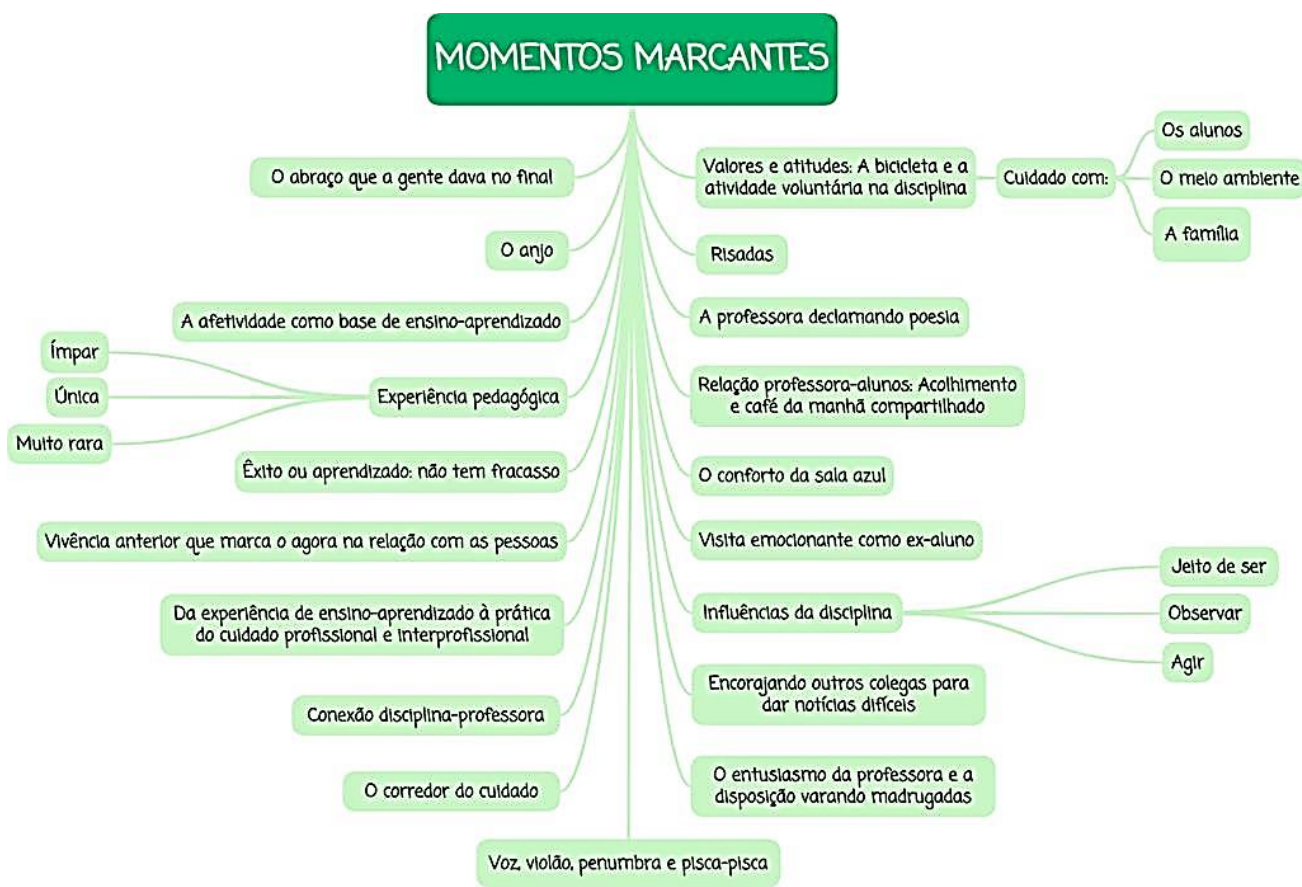 MOMENTOS MARCANTES
O abraço que a gente dava no final
O anjo
A afetividade como base de ensino-aprendizado
Experiência pedagógica
Ímpar
Única
Muito rara
Êxito ou aprendizado: não tem fracasso
Vivência anterior que marca o agora na relação com as pessoas
Da experiência de ensino-aprendizado à prática
do cuidado profissional e interprofissional
Conexão disciplina-professora
O corredor do cuidado
Voz, violão, penumbra e pisca-pisca
Valores e atitudes: A bicicleta e a
atividade voluntária na disciplina
Cuidado com:
Os alunos
O meio ambiente
A família
Risadas
A professora declamando poesia
Relação professora-alunos: Acolhimento
e café da manhã compartilhado
O conforto da sala azul
Visita emocionante como ex-aluno
Influências da disciplina
Jeito de ser
Observar
Agir
Encorajando outros colegas para
dar notícias difíceis
O entusiasmo da professora e a
disposição varando madrugadas